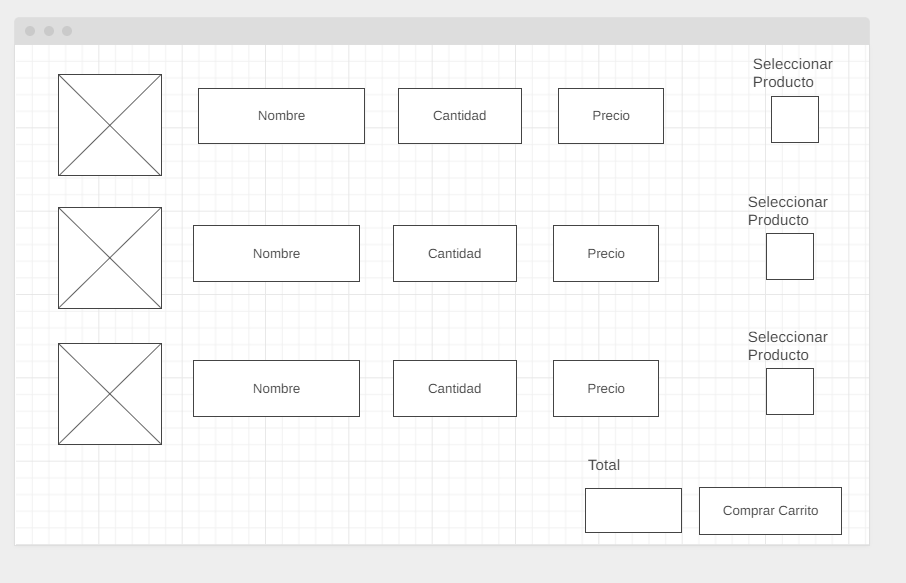 Seleccionar
Producto
Nombre
Cantidad
Precio
Seleccionar
Producto
Nombre
Cantidad
Precio
Seleccionar
Producto
Nombre
Cantidad
Precio
Total
Comprar Carrito